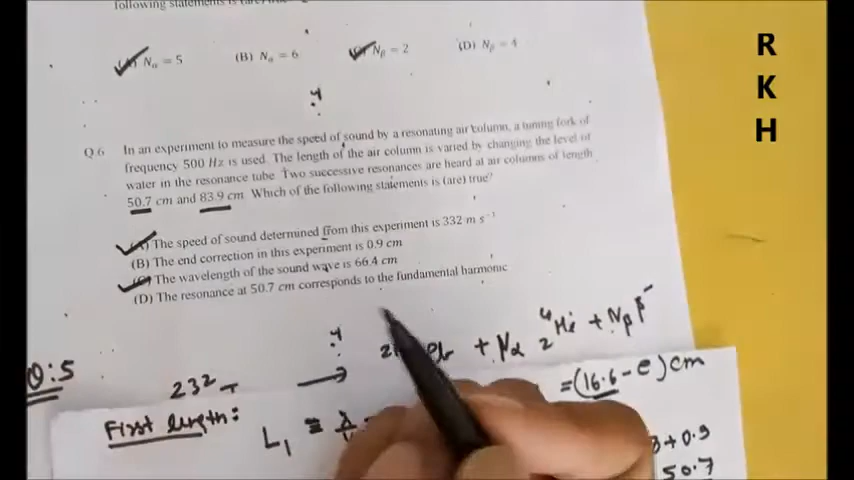 following statements is (are)
(A) Nα = 5
(B) Nα = 6
(C) Nβ = 2
(D) Nβ = 4
Q.6 In an experiment to measure the speed of sound by a resonating air column, a tuning fork of
frequency 500 Hz is used. The length of the air column is varied by changing the level of
water in the resonance tube. Two successive resonances are heard at air columns of length
50.7 cm and 83.9 cm. Which of the following statements is (are) true?
(A) The speed of sound determined from this experiment is 332 m s⁻¹
(B) The end correction in this experiment is 0.9 cm
(C) The wavelength of the sound wave is 66.4 cm
(D) The resonance at 50.7 cm corresponds to the fundamental harmonic
Q:5
232
Pb + Nα ⁴₂He + Nβ β⁻
First length:
L₁ ≡
=(16.6-e)cm
+0.9
50.7
R
K
H